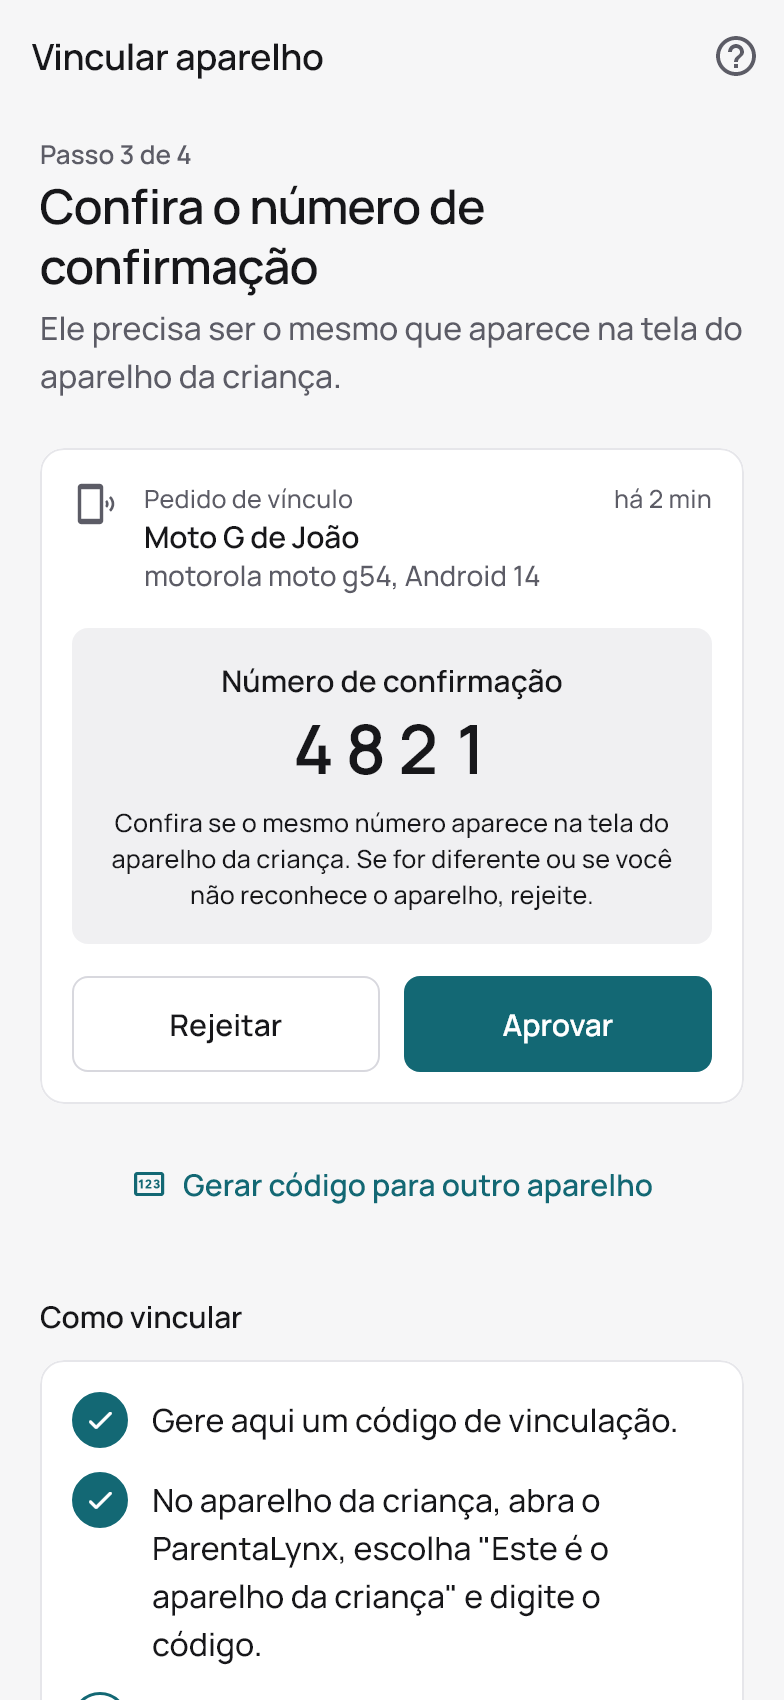 Vincular aparelho
Passo 3 de 4
Confira o número de
confirmação
Ele precisa ser o mesmo que aparece na tela do
aparelho da criança.
Pedido de vínculo
há 2 min
Moto G de João
motorola moto g54, Android 14
Número de confirmação
4821
Confira se o mesmo número aparece na tela do
aparelho da criança. Se for diferente ou se você
não reconhece o aparelho, rejeite.
Rejeitar
Aprovar
123
Gerar código para outro aparelho
Como vincular
Gere aqui um código de vinculação.
No aparelho da criança, abra o
ParentaLynx, escolha "Este é o
aparelho da criança" e digite o
código.